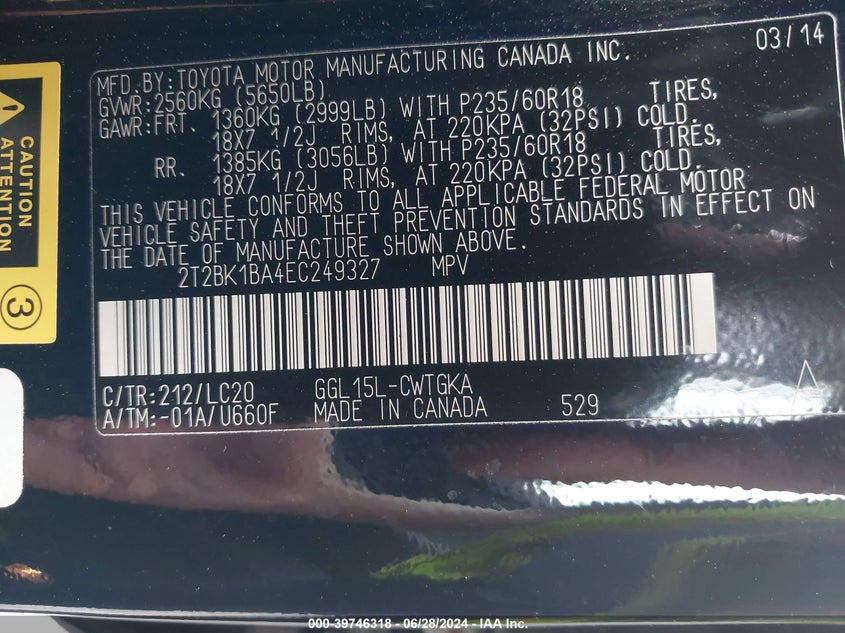 03/14
MFD.BY:TOYOTA MOTOR MANUFACTURING CANADA INC.
GVWR:2560KG (5650LB)
GAWR:FRT. 1360KG (2999LB) WITH P235/60R18 TIRES,
18X7 1/2J RIMS, AT 220KPA (32PSI) COLD.
RR. 1385KG (3056LB) WITH P235/60R18 TIRES,
18X7 1/2J RIMS, AT 220KPA (32PSI) COLD.
THIS VEHICLE CONFORMS TO ALL APPLICABLE FEDERAL MOTOR
VEHICLE SAFETY AND THEFT PREVENTION STANDARDS IN EFFECT ON
THE DATE OF MANUFACTURE SHOWN ABOVE.
2T2BK1BA4EC249327 MPV
C/TR:212/LC20 GGL15L-CWTGKA
A/TM:-01A/U660F MADE IN CANADA 529
A
CAUTION
ATTENTION
3
000-39746318 - 06/28/2024 - IAA Inc.